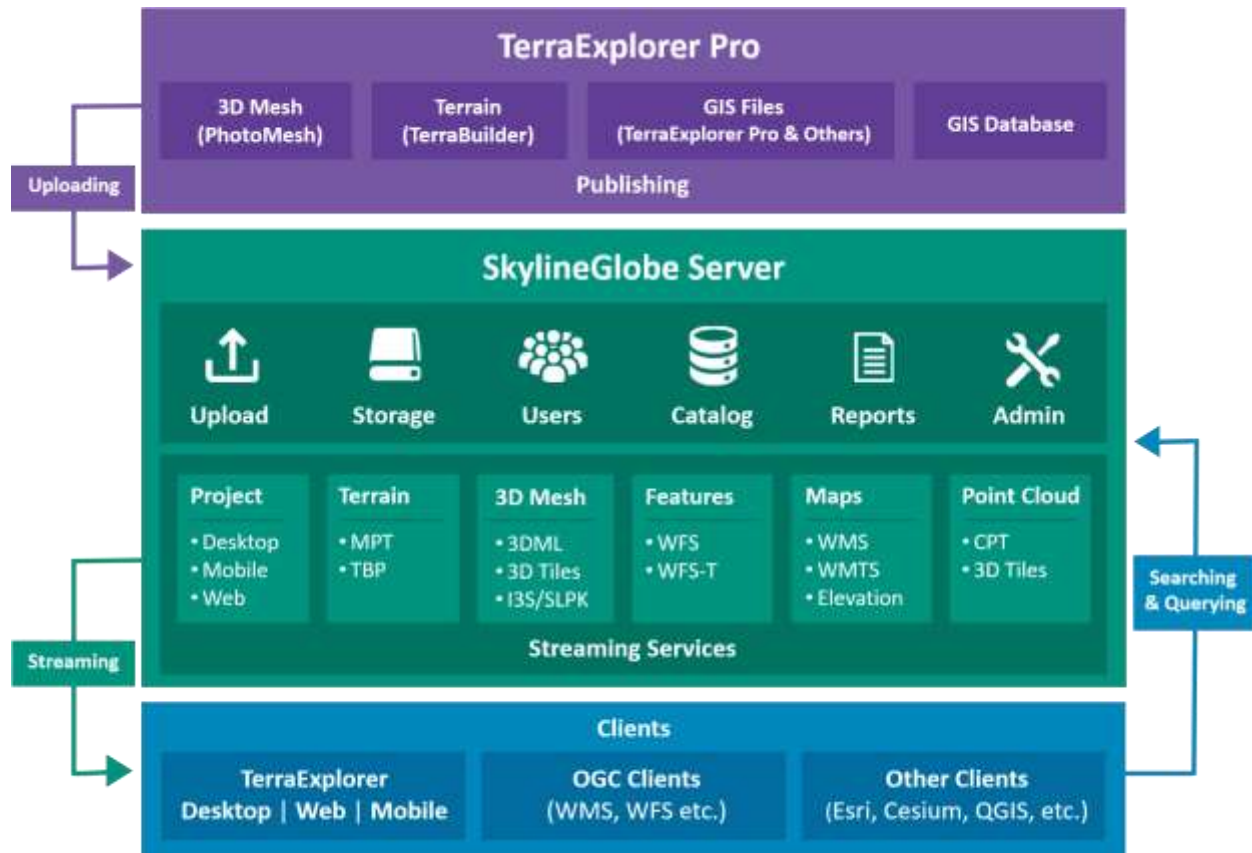 TerraExplorer Pro
3D Mesh
(PhotoMesh)
Terrain
(TerraBuilder)
GIS Files
(TerraExplorer Pro & Others)
GIS Database
Publishing
Uploading
SkylineGlobe Server
Upload
Storage
Users
Catalog
Reports
Admin
Project
• Desktop
• Mobile
• Web
Terrain
• MPT
• TBP
3D Mesh
• 3DML
• 3D Tiles
• I3S/SLPK
Features
• WFS
• WFS-T
Maps
• WMS
• WMTS
• Elevation
Point Cloud
• CPT
• 3D Tiles
Streaming Services
Searching
& Querying
Streaming
Clients
TerraExplorer
Desktop | Web | Mobile
OGC Clients
(WMS, WFS etc.)
Other Clients
(Esri, Cesium, QGIS, etc.)